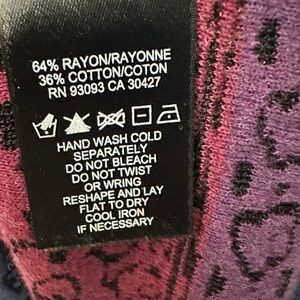 64% RAYON/RAYONNE
36% COTTON/COTON
RN 93093 CA 30427
HAND WASH COLD
SEPARATELY
DO NOT BLEACH
DO NOT TWIST
OR WRING
RESHAPE AND LAY
FLAT TO DRY
COOL IRON
IF NECESSARY